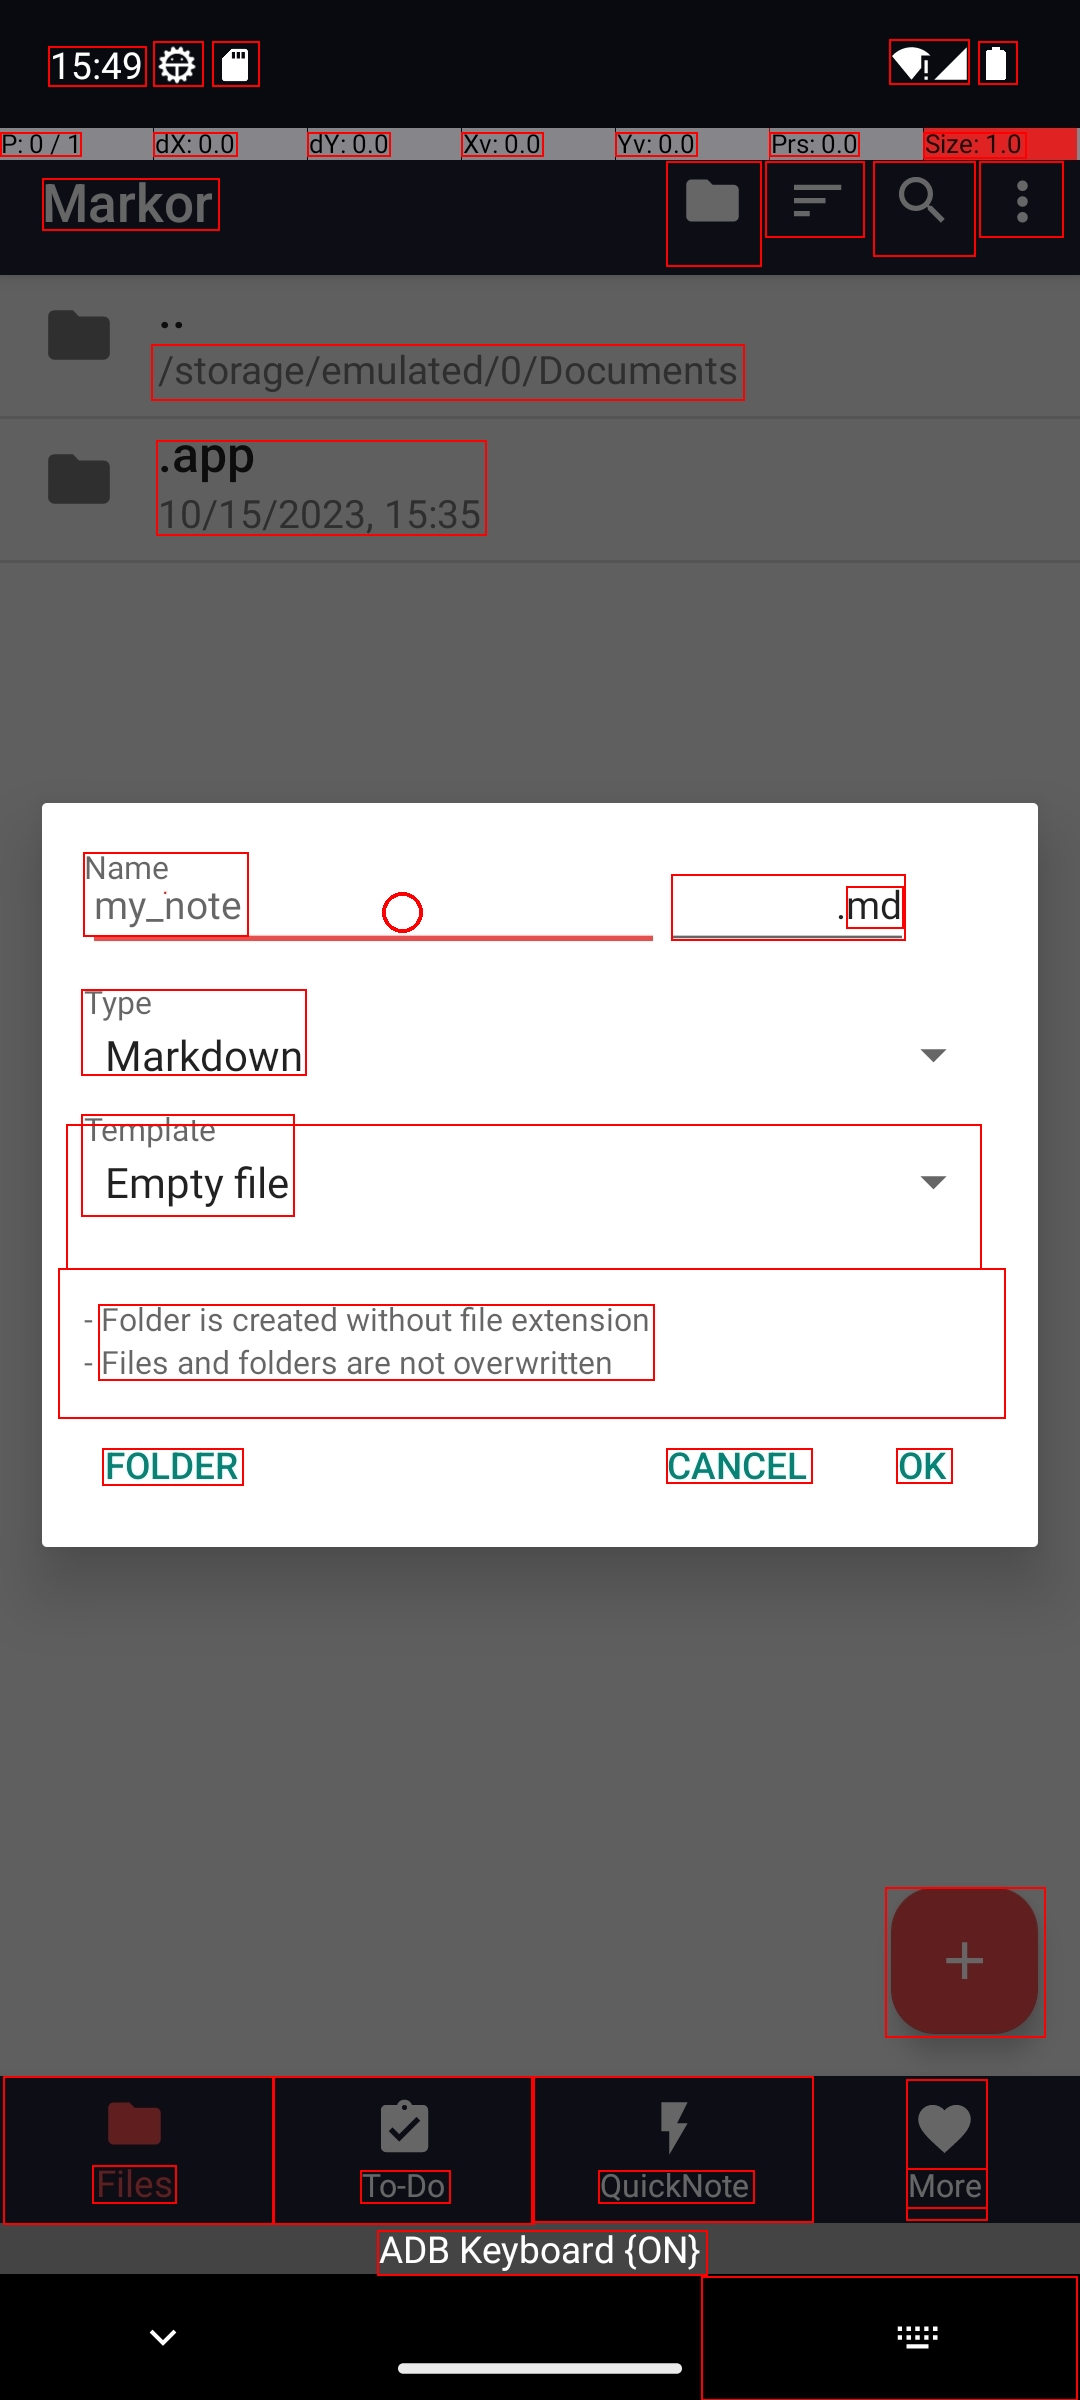 15:49
P: 0 / 1 dX: 0.0 dY: 0.0 Xv: 0.0 Yv: 0.0 Prs: 0.0 Size: 1.0
Markor
..
/storage/emulated/0/Documents
.app
10/15/2023, 15:35
Name
my_note .md
Type
Markdown
Template
Empty file
- Folder is created without file extension
- Files and folders are not overwritten
FOLDER CANCEL OK
Files To-Do QuickNote More
ADB Keyboard {ON}